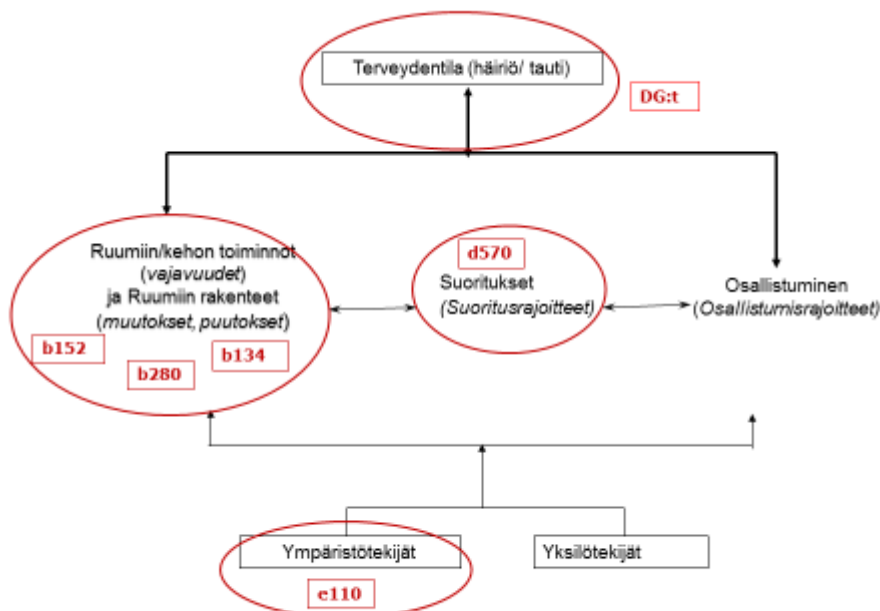 Terveydentila (häiriö/ tauti)
DG:t
Ruumiin/kehon toiminnot
(vajavuudet)
ja Ruumiin rakenteet
(muutokset, puutokset)
b152
b280
b134
d570
Suoritukset
(Suoritusrajoitteet)
Osallistuminen
(Osallistumisrajoitteet)
Ympäristötekijät
e110
Yksilötekijät